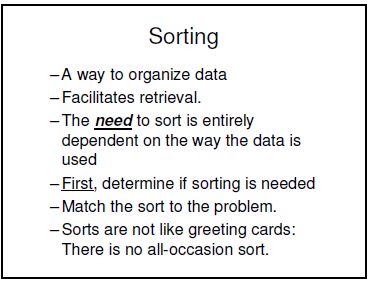 Sorting
–A way to organize data
–Facilitates retrieval.
–The need to sort is entirely
dependent on the way the data is
used
–First, determine if sorting is needed
–Match the sort to the problem.
–Sorts are not like greeting cards:
There is no all-occasion sort.